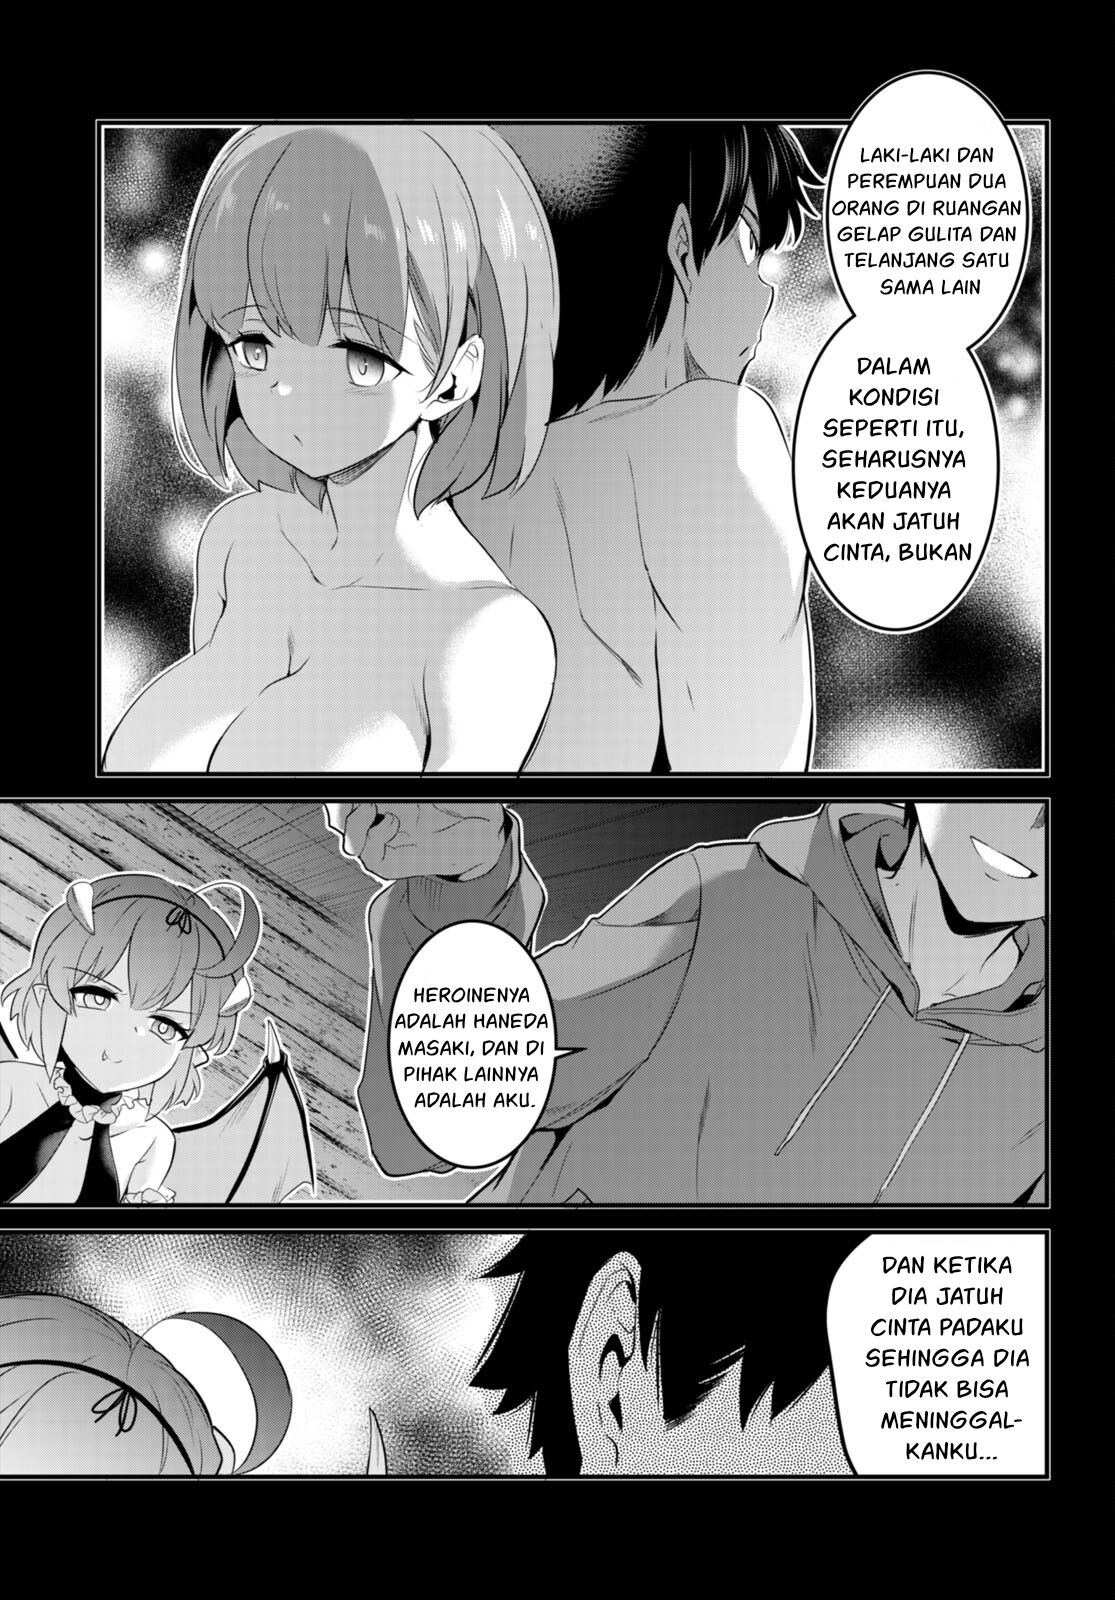 LAKI-LAKI DAN
PEREMPUAN DUA
ORANG DI RUANGAN
GELAP GULITA DAN
TELANJANG SATU
SAMA LAIN
DALAM
KONDISI
SEPERTI ITU,
SEHARUSNYA
KEDUANYA
AKAN JATUH
CINTA, BUKAN
HEROINENYA
ADALAH HANEDA
MASAKI, DAN DI
PIHAK LAINNYA
ADALAH AKU.
DAN KETIKA
DIA JATUH
CINTA PADAKU
SEHINGGA DIA
TIDAK BISA
MENINGGAL-
KANKU...